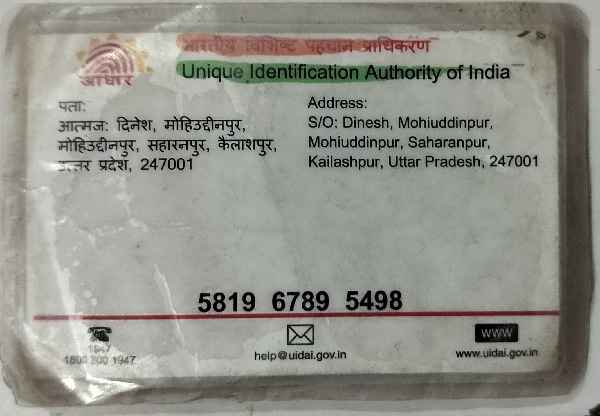 भारतीय विशिष्ट पहचान प्राधिकरण
Unique Identification Authority of India
आधार
पता:
आत्मज: दिनेश, मोहिउद्दीनपुर,
मोहिउद्दीनपुर, सहारनपुर, कैलाशपुर,
उत्तर प्रदेश, 247001
Address:
S/O: Dinesh, Mohiuddinpur,
Mohiuddinpur, Saharanpur,
Kailashpur, Uttar Pradesh, 247001
5819 6789 5498
1947
1800 300 1947
help@uidai.gov.in
www
www.uidai.gov.in